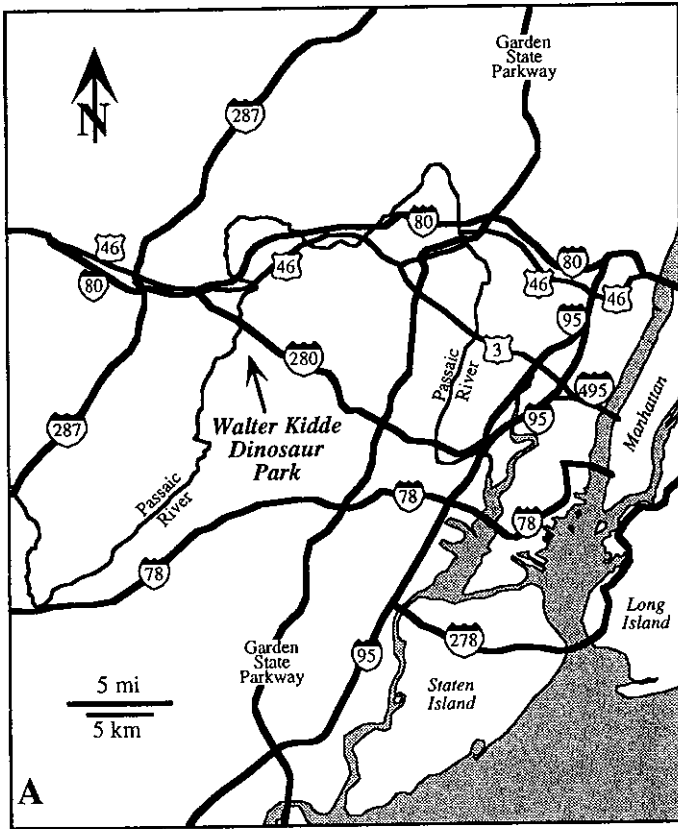 Garden
State
Parkway
N
287
80
46
46
80
80
46
46
95
3
280
Passaic
River
495
95
Manhattan
Walter Kidde
Dinosaur
Park
287
Passaic
River
78
78
78
Long
Island
278
Garden
State
Parkway
95
Staten
Island
5 mi
5 km
A